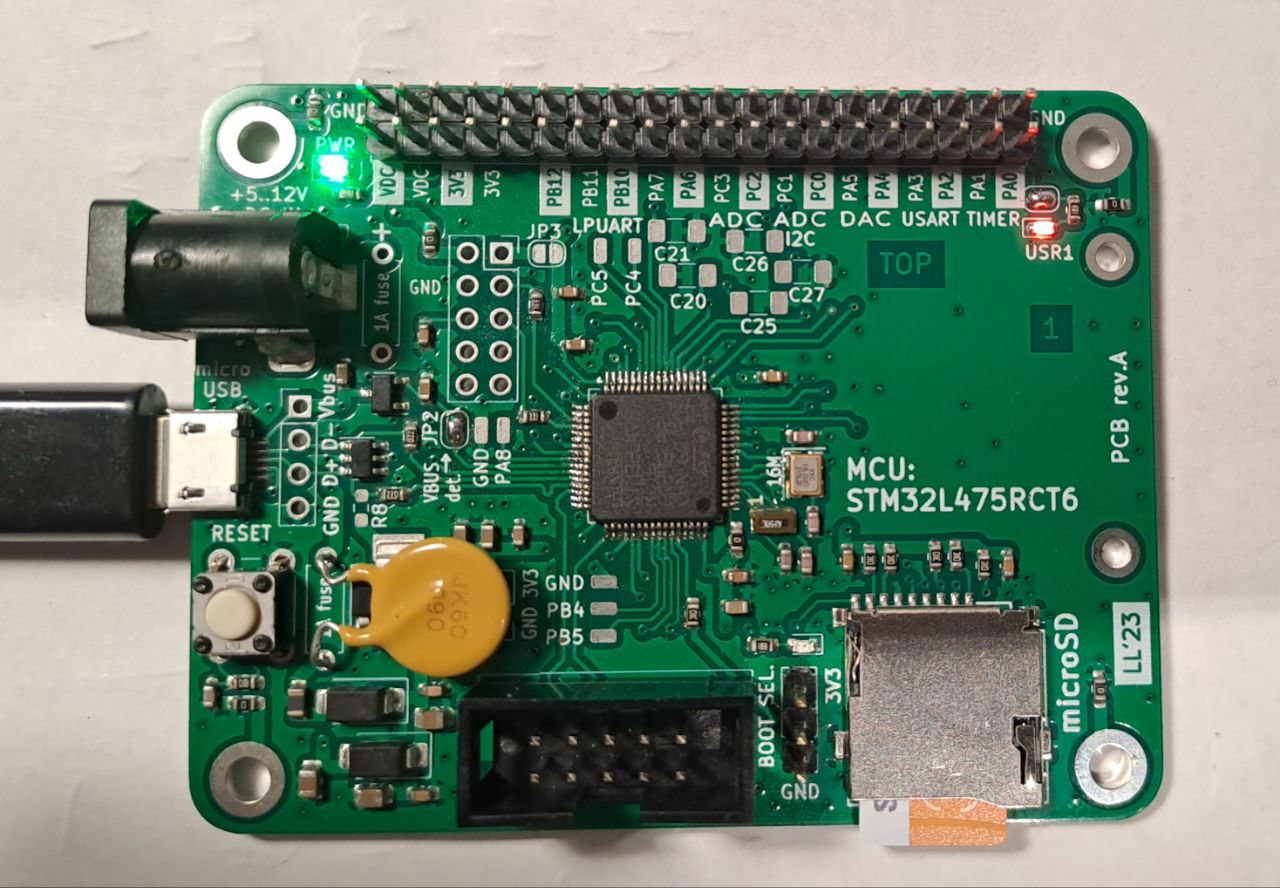 GND
GND
PWR
+5..12V
VDC
VDC
3V3
3V3
PB12
PB11
PB10
PA7
PA6
PC3
PC2
PC1
PC0
PA5
PA4
PA3
PA2
PA1
PA0
LPUART
ADC ADC DAC USART TIMER
I2C
JP3
USR1
+
1A fuse
GND
PC5
PC4
C21
C26
C20
C27
C25
TOP
1
micro
USB
Vbus
D-
D+
GND
JP2
VBUS
det.
GND
PA8
R8
16M
1
MCU:
STM32L475RCT6
PCB rev.A
RESET
fuse
JK60
090
3V3
GND
GND
PB4
PB5
BOOT SEL.
3V3
GND
microSD
LL'23
S